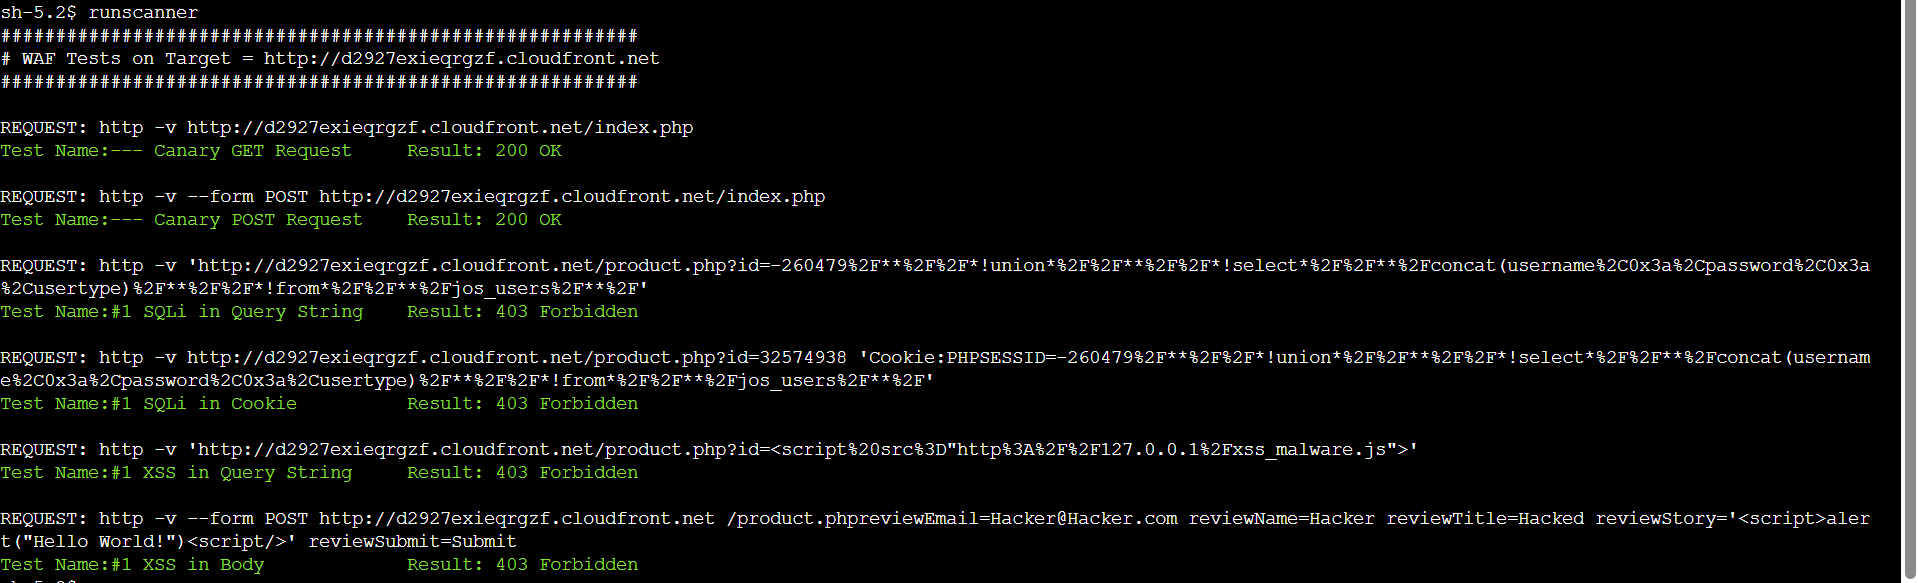 sh-5.2$ runscanner
##########################################################
# WAF Tests on Target = http://d2927exieqrgzf.cloudfront.net
##########################################################
REQUEST: http -v http://d2927exieqrgzf.cloudfront.net/index.php
Test Name:--- Canary GET Request     Result: 200 OK
REQUEST: http -v --form POST http://d2927exieqrgzf.cloudfront.net/index.php
Test Name:--- Canary POST Request    Result: 200 OK
REQUEST: http -v 'http://d2927exieqrgzf.cloudfront.net/product.php?id=-260479%2F**%2F%2F*!union*%2F%2F**%2F%2F*!select*%2F%2F**%2Fconcat(username%2C0x3a%2Cpassword%2C0x3a
%2Cusertype)%2F**%2F%2F*!from*%2F%2F**%2Fjos_users%2F**%2F'
Test Name:#1 SQLi in Query String    Result: 403 Forbidden
REQUEST: http -v http://d2927exieqrgzf.cloudfront.net/product.php?id=32574938 'Cookie:PHPSESSID=-260479%2F**%2F%2F*!union*%2F%2F**%2F%2F*!select*%2F%2F**%2Fconcat(usernam
e%2C0x3a%2Cpassword%2C0x3a%2Cusertype)%2F**%2F%2F*!from*%2F%2F**%2Fjos_users%2F**%2F'
Test Name:#1 SQLi in Cookie          Result: 403 Forbidden
REQUEST: http -v 'http://d2927exieqrgzf.cloudfront.net/product.php?id=<script%20src%3D"http%3A%2F%2F127.0.0.1%2Fxss_malware.js">'
Test Name:#1 XSS in Query String     Result: 403 Forbidden
REQUEST: http -v --form POST http://d2927exieqrgzf.cloudfront.net /product.phpreviewEmail=Hacker@Hacker.com reviewName=Hacker reviewTitle=Hacked reviewStory='<script>aler
t("Hello World!")<script/>' reviewSubmit=Submit
Test Name:#1 XSS in Body             Result: 403 Forbidden